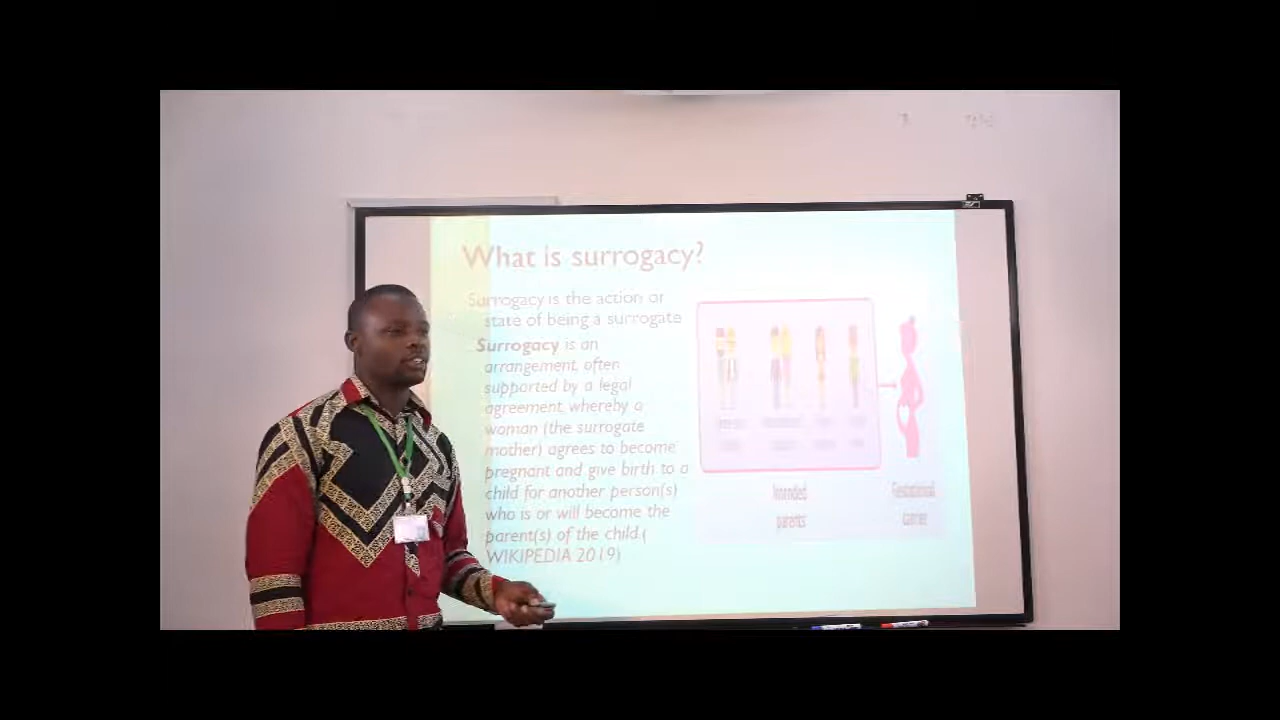 What is surrogacy?
Surrogacy is the action or
state of being a surrogate
Surrogacy is an
arrangement, often
supported by a legal
agreement, whereby a
woman (the surrogate
mother) agrees to become
pregnant and give birth to a
child for another person(s)
who is or will become the
parent(s) of the child.(
WIKIPEDIA 2019)
Intended
parents
Gestational
carrier